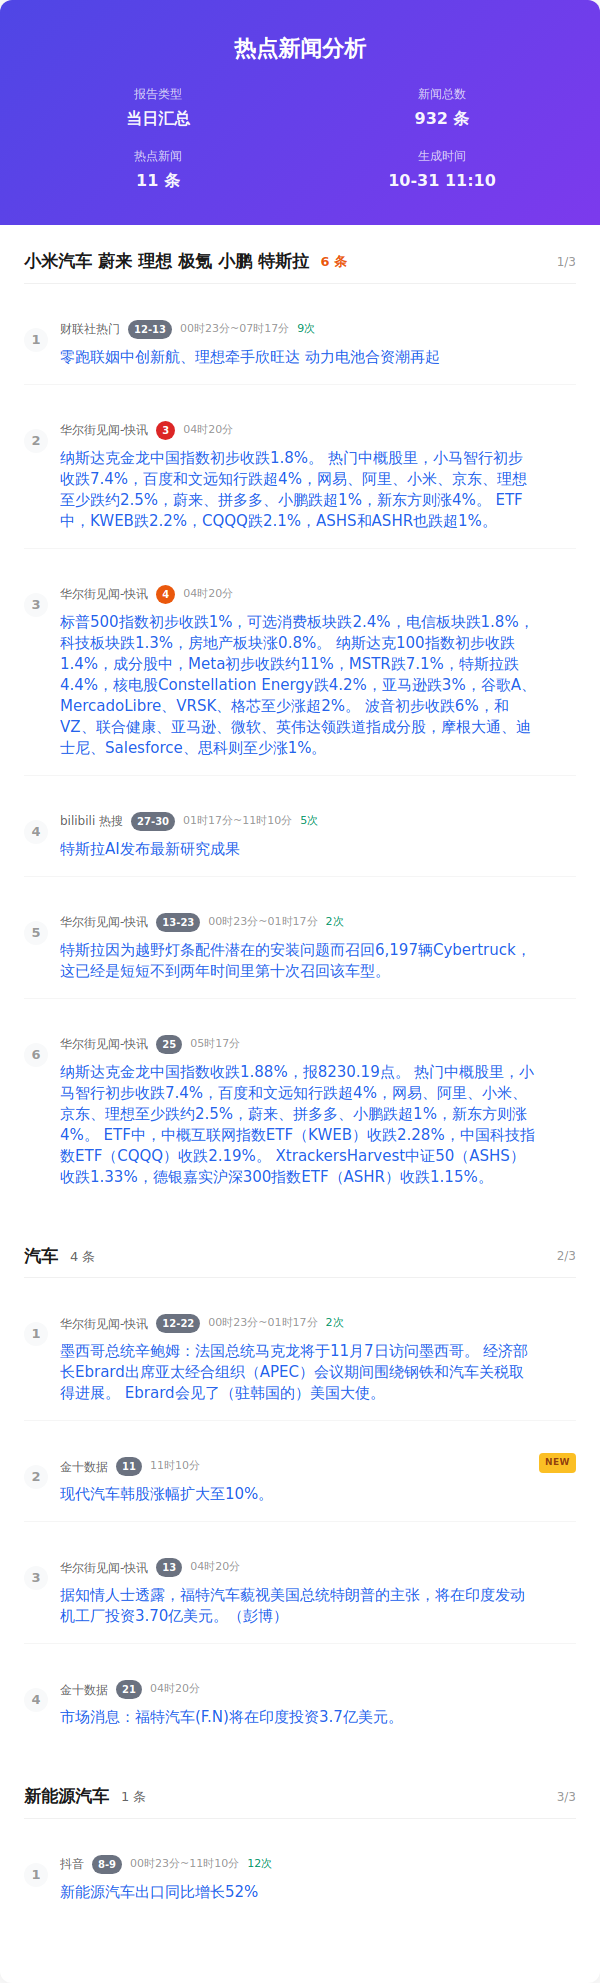 热点新闻分析
报告类型
新闻总数
当日汇总
932 条
热点新闻
生成时间
11 条
10-31 11:10
小米汽车 蔚来 理想 极氪 小鹏 特斯拉 6 条 1/3
1
财联社热门 12-13 00时23分~07时17分 9次
零跑联姻中创新航、理想牵手欣旺达 动力电池合资潮再起
2
华尔街见闻-快讯 3 04时20分
纳斯达克金龙中国指数初步收跌1.8%。 热门中概股里，小马智行初步
收跌7.4%，百度和文远知行跌超4%，网易、阿里、小米、京东、理想
至少跌约2.5%，蔚来、拼多多、小鹏跌超1%，新东方则涨4%。 ETF
中，KWEB跌2.2%，CQQQ跌2.1%，ASHS和ASHR也跌超1%。
3
华尔街见闻-快讯 4 04时20分
标普500指数初步收跌1%，可选消费板块跌2.4%，电信板块跌1.8%，
科技板块跌1.3%，房地产板块涨0.8%。 纳斯达克100指数初步收跌
1.4%，成分股中，Meta初步收跌约11%，MSTR跌7.1%，特斯拉跌
4.4%，核电股Constellation Energy跌4.2%，亚马逊跌3%，谷歌A、
MercadoLibre、VRSK、格芯至少涨超2%。 波音初步收跌6%，和
VZ、联合健康、亚马逊、微软、英伟达领跌道指成分股，摩根大通、迪
士尼、Salesforce、思科则至少涨1%。
4
bilibili 热搜 27-30 01时17分~11时10分 5次
特斯拉AI发布最新研究成果
5
华尔街见闻-快讯 13-23 00时23分~01时17分 2次
特斯拉因为越野灯条配件潜在的安装问题而召回6,197辆Cybertruck，
这已经是短短不到两年时间里第十次召回该车型。
6
华尔街见闻-快讯 25 05时17分
纳斯达克金龙中国指数收跌1.88%，报8230.19点。 热门中概股里，小
马智行初步收跌7.4%，百度和文远知行跌超4%，网易、阿里、小米、
京东、理想至少跌约2.5%，蔚来、拼多多、小鹏跌超1%，新东方则涨
4%。 ETF中，中概互联网指数ETF（KWEB）收跌2.28%，中国科技指
数ETF（CQQQ）收跌2.19%。 XtrackersHarvest中证50（ASHS）
收跌1.33%，德银嘉实沪深300指数ETF（ASHR）收跌1.15%。
汽车 4 条 2/3
1
华尔街见闻-快讯 12-22 00时23分~01时17分 2次
墨西哥总统辛鲍姆：法国总统马克龙将于11月7日访问墨西哥。 经济部
长Ebrard出席亚太经合组织（APEC）会议期间围绕钢铁和汽车关税取
得进展。 Ebrard会见了（驻韩国的）美国大使。
2
金十数据 11 11时10分 NEW
现代汽车韩股涨幅扩大至10%。
3
华尔街见闻-快讯 13 04时20分
据知情人士透露，福特汽车藐视美国总统特朗普的主张，将在印度发动
机工厂投资3.70亿美元。（彭博）
4
金十数据 21 04时20分
市场消息：福特汽车(F.N)将在印度投资3.7亿美元。
新能源汽车 1 条 3/3
1
抖音 8-9 00时23分~11时10分 12次
新能源汽车出口同比增长52%